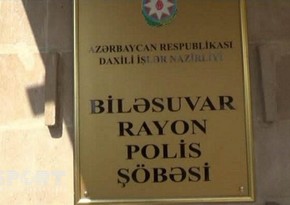 AZƏRBAYCAN RESPUBLİKASI
DAXİLİ İŞLƏR NAZİRLİYİ
BİLƏSUVAR
RAYON
POLİS
ŞÖBƏSİ